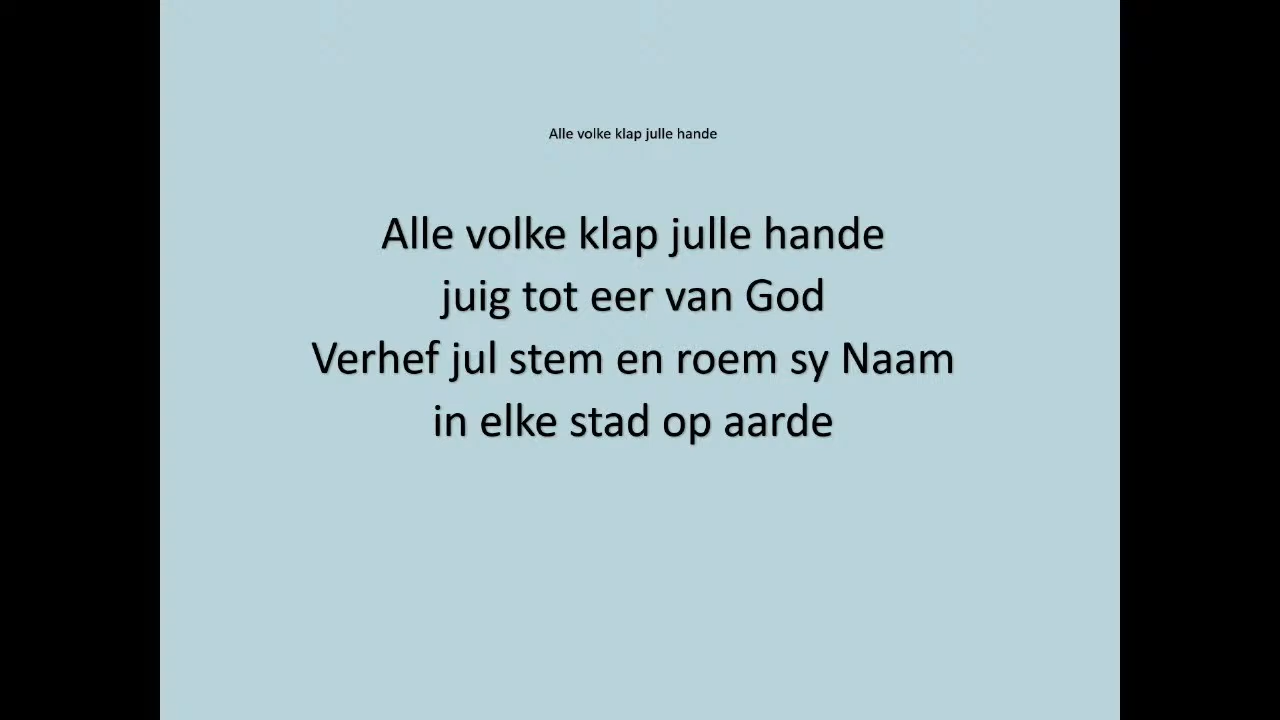 Alle volke klap julle hande
Alle volke klap julle hande
juig tot eer van God
Verhef jul stem en roem sy Naam
in elke stad op aarde